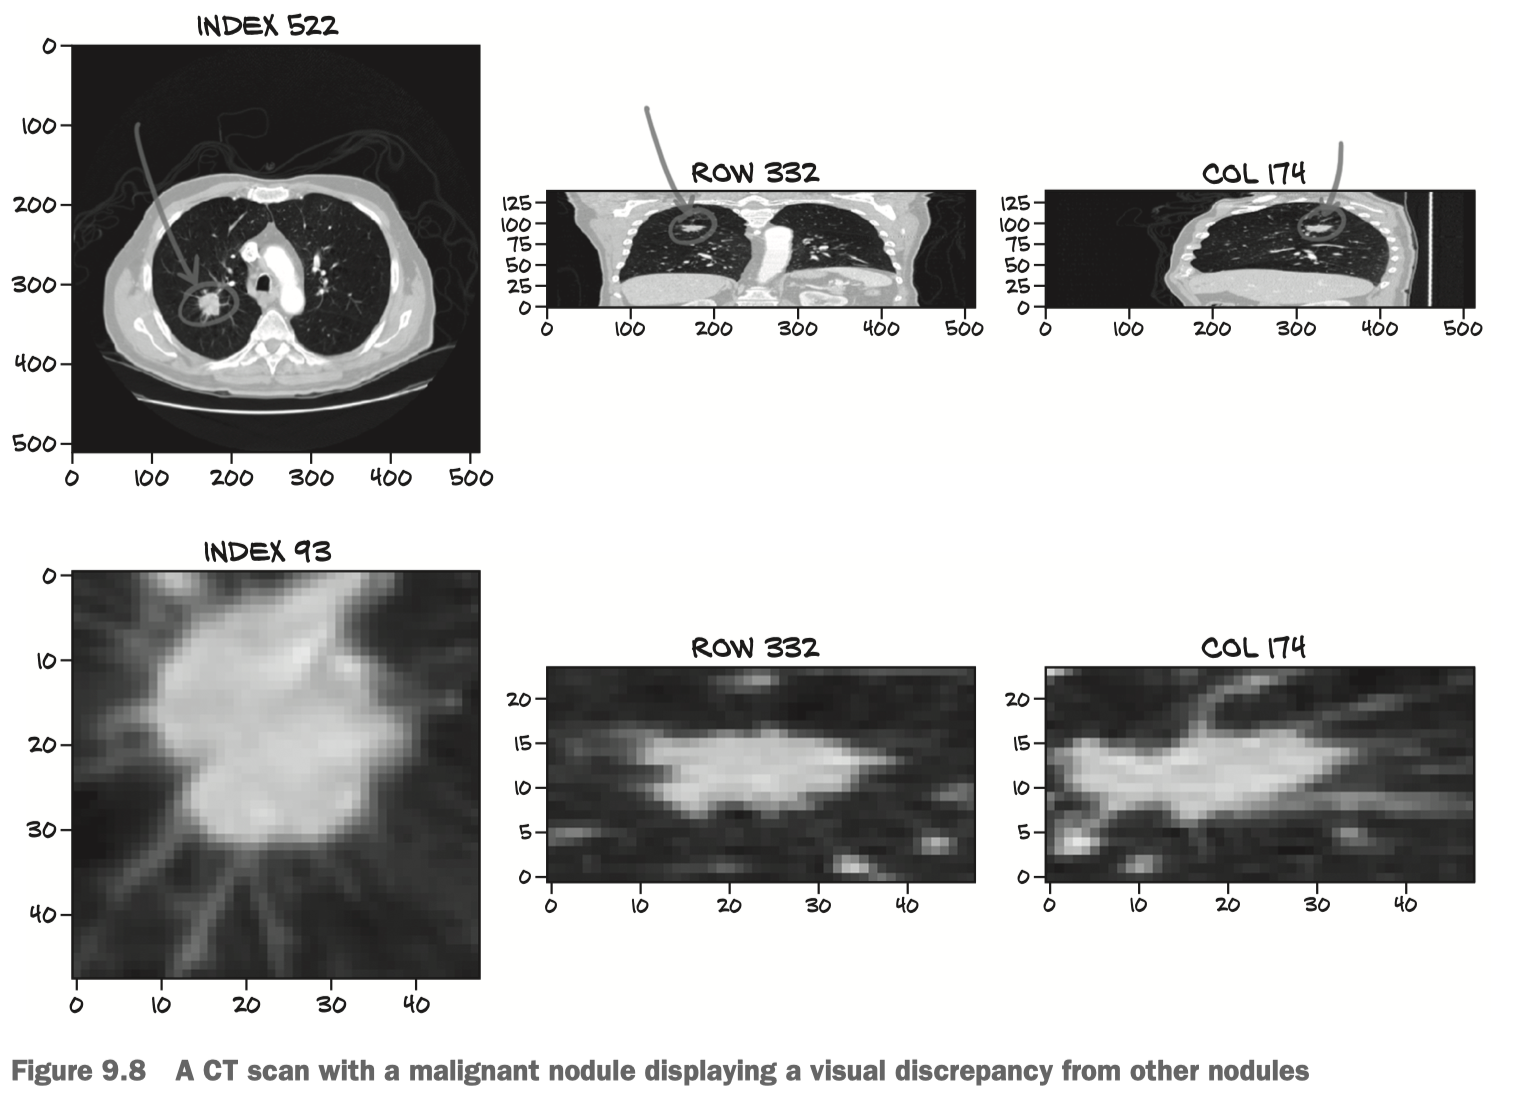 INDEX 522
0
100
200
300
400
500
0 100 200 300 400 500
ROW 332
125
100
75
50
25
0
0 100 200 300 400 500
COL 174
125
100
75
50
25
0
0 100 200 300 400 500
INDEX 93
0
10
20
30
40
0 10 20 30 40
ROW 332
20
15
10
5
0
0 10 20 30 40
COL 174
20
15
10
5
0
0 10 20 30 40
Figure 9.8 A CT scan with a malignant nodule displaying a visual discrepancy from other nodules